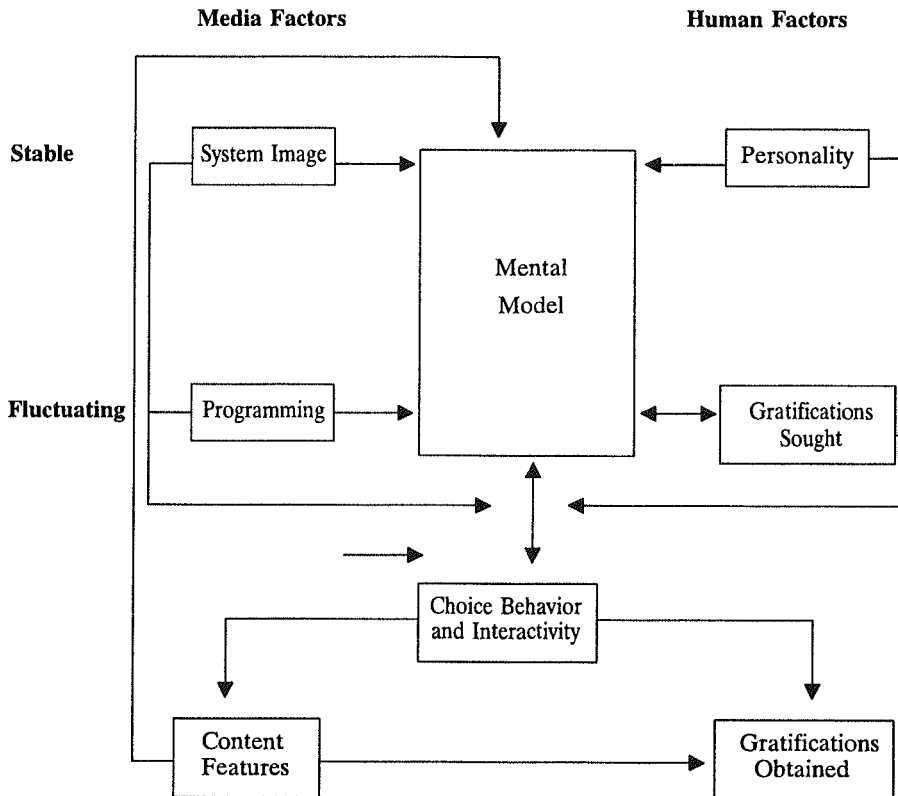 Media Factors
Human Factors
Stable
System Image
Personality
Mental
Model
Fluctuating
Programming
Gratifications
Sought
Choice Behavior
and Interactivity
Content
Features
Gratifications
Obtained